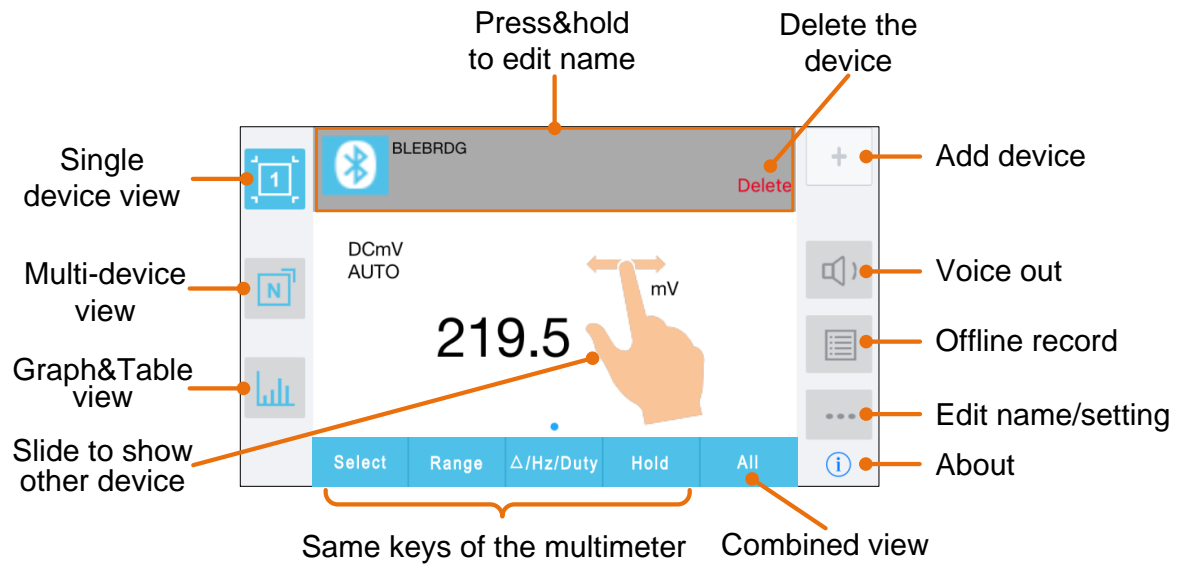 Press&hold
to edit name
Delete the
device
Single
device view
1
BLEBRDG
Delete
+
Add device
Multi-device
view
N
DCmV
AUTO
mV
219.5
Voice out
Graph&Table
view
Offline record
Edit name/setting
Slide to show
other device
Select Range △/Hz/Duty Hold All
i
About
Same keys of the multimeter
Combined view